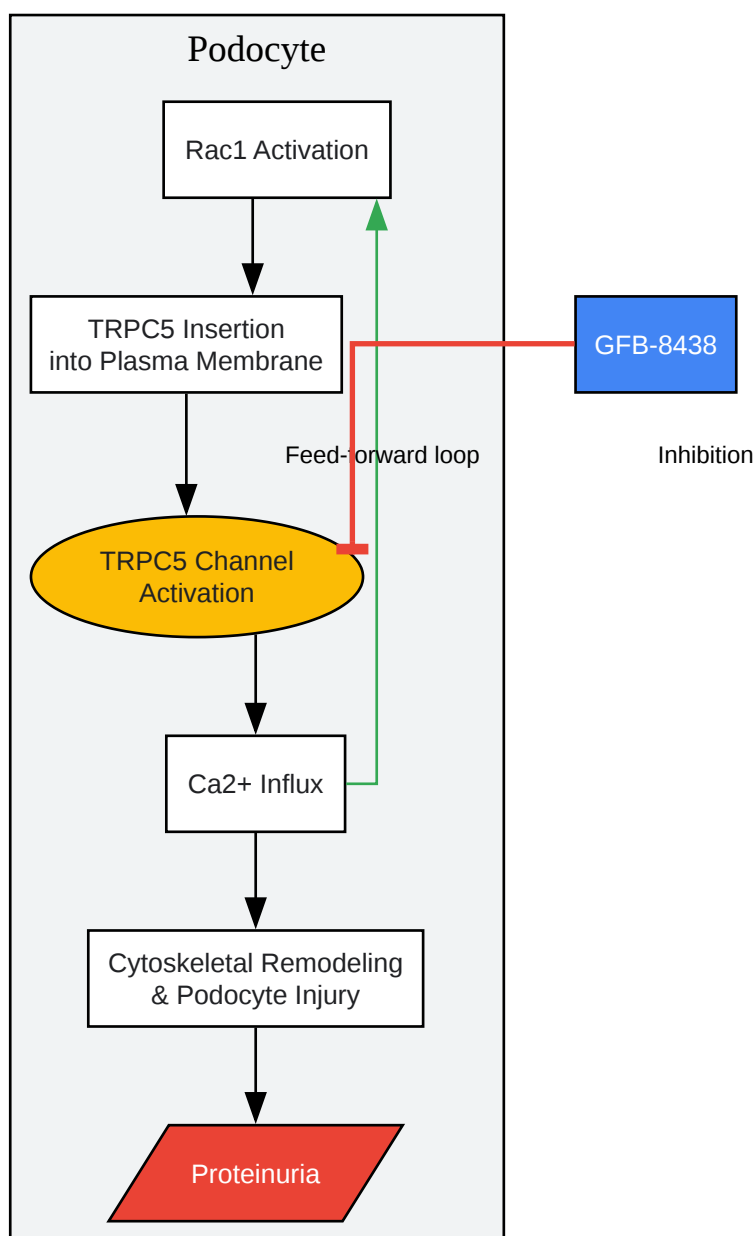 Podocyte
Rac1 Activation
TRPC5 Insertion
into Plasma Membrane
GFB-8438
Feed-forward loop
Inhibition
TRPC5 Channel
Activation
Ca2+ Influx
Cytoskeletal Remodeling
& Podocyte Injury
Proteinuria